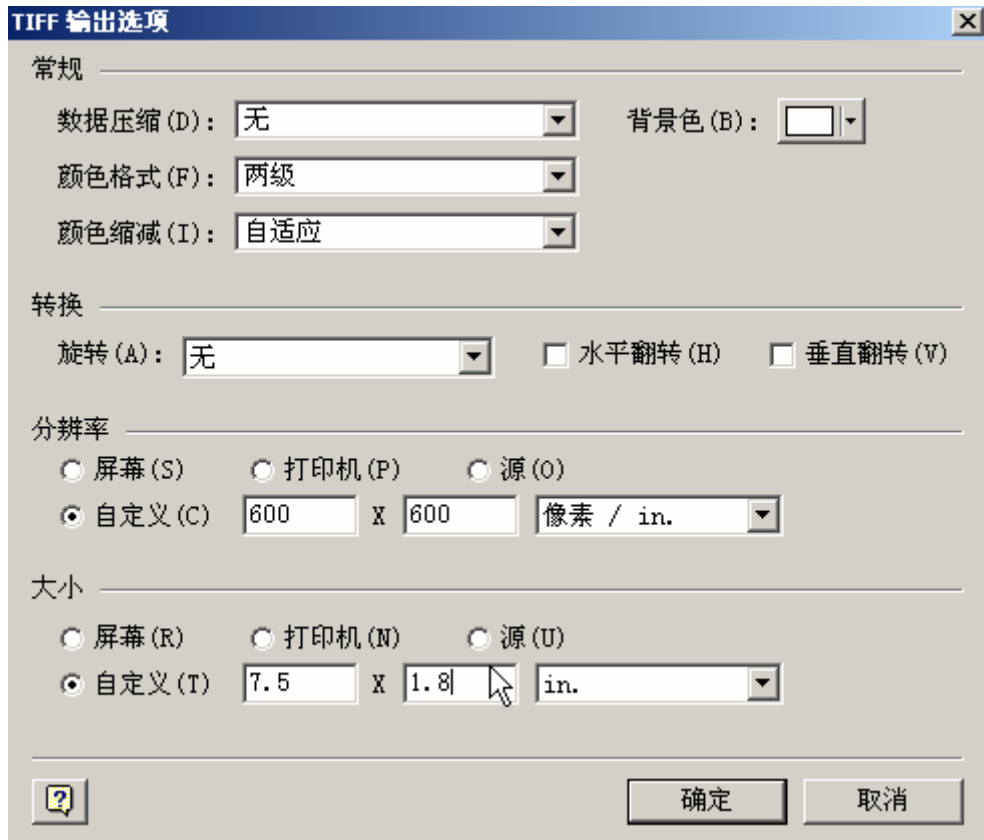 TIFF 输出选项
常规
数据压缩(D): 无 背景色(B):
颜色格式(F): 两级
颜色缩减(I): 自适应
转换
旋转(A): 无 水平翻转(H) 垂直翻转(V)
分辨率
屏幕(S) 打印机(P) 源(O)
自定义(C) 600 X 600 像素 / in.
大小
屏幕(R) 打印机(N) 源(U)
自定义(T) 7.5 X 1.8 in.
? 确定 取消